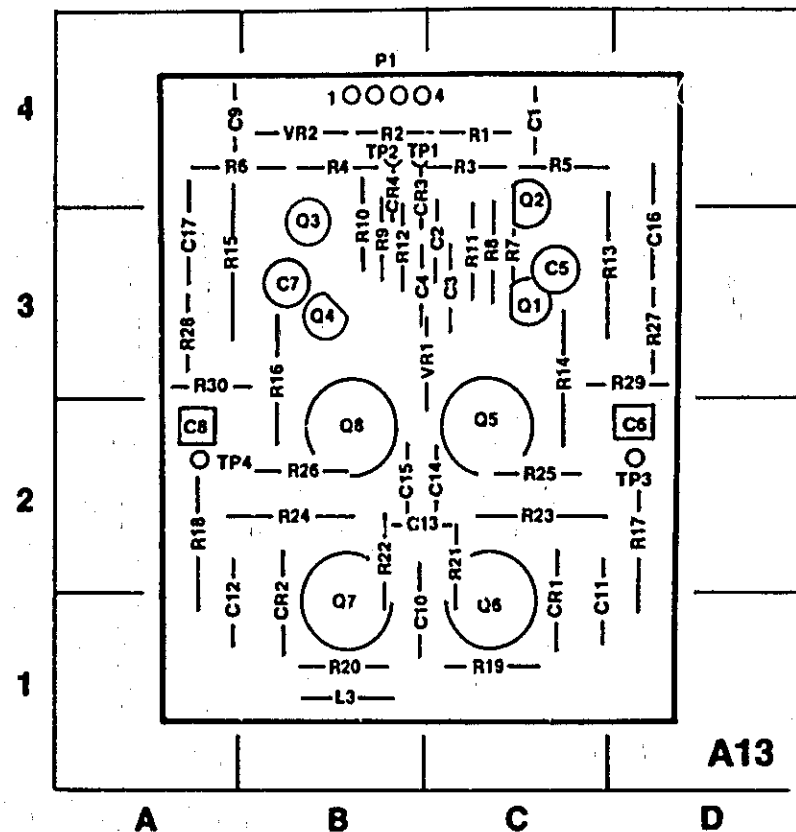 P1
4
1 4
C9 C1
VR2 R2 R1
TP2 TP1
R6 R4 R3 R5
CR4 CR3 Q2
C17 R15 Q3 R10 R9 R12 C2 R11 R8 R7 R13 C16
C7 C4 C3 C5
3
Q4 Q1
R28 VR1 R27
R30 R16 R14 R29
C8 Q8 Q5 C6
TP4 R26 C15 C14 R25 TP3
2
R24 C13 R23
R18 R22 R21 R17
C12 CR2 Q7 C10 Q6 CR1 C11
R20 R19
1
L3
A13
A B C D